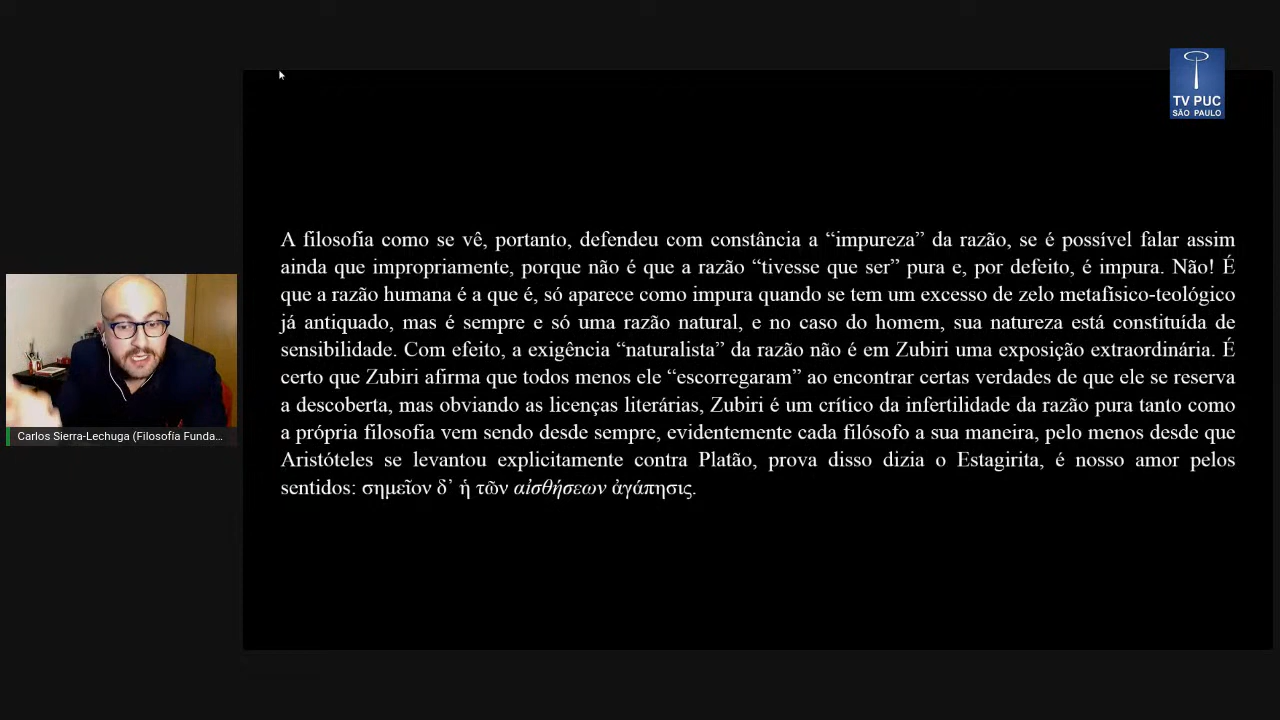 TV PUC
SÃO PAULO
A filosofia como se vê, portanto, defendeu com constância a “impureza” da razão, se é possível falar assim
ainda que impropriamente, porque não é que a razão “tivesse que ser” pura e, por defeito, é impura. Não! É
que a razão humana é a que é, só aparece como impura quando se tem um excesso de zelo metafísico-teológico
já antiquado, mas é sempre e só uma razão natural, e no caso do homem, sua natureza está constituída de
sensibilidade. Com efeito, a exigência “naturalista” da razão não é em Zubiri uma exposição extraordinária. É
certo que Zubiri afirma que todos menos ele “escorregaram” ao encontrar certas verdades de que ele se reserva
a descoberta, mas obviando as licenças literárias, Zubiri é um crítico da infertilidade da razão pura tanto como
a própria filosofia vem sendo desde sempre, evidentemente cada filósofo a sua maneira, pelo menos desde que
Aristóteles se levantou explicitamente contra Platão, prova disso dizia o Estagirita, é nosso amor pelos
sentidos: σημεῖον δ’ ἡ τῶν αἰσθήσεων ἀγάπησις.
Carlos Sierra-Lechuga (Filosofía Funda...